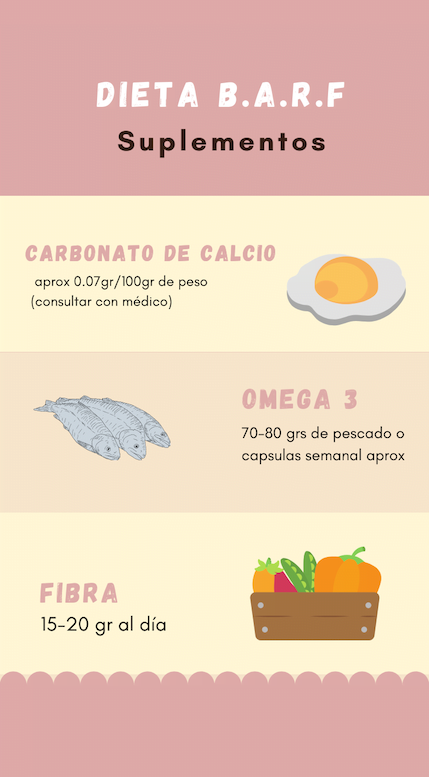 DIETA B.A.R.F
Suplementos
CARBONATO DE CALCIO
aprox 0.07gr/100gr de peso
(consultar con médico)
OMEGA 3
70-80 grs de pescado o
capsulas semanal aprox
FIBRA
15-20 gr al día